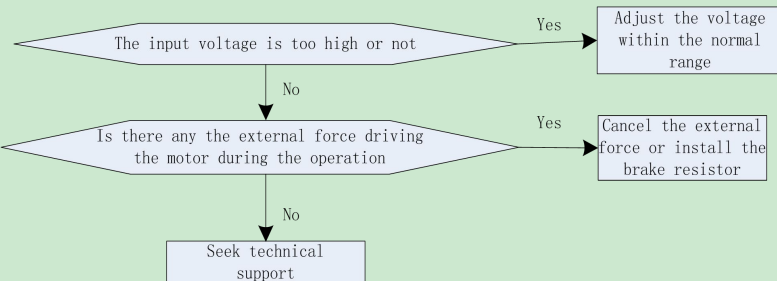 The input voltage is too high or not
Yes
Adjust the voltage
within the normal
range
No
Is there any the external force driving
the motor during the operation
Yes
Cancel the external
force or install the
brake resistor
No
Seek technical
support